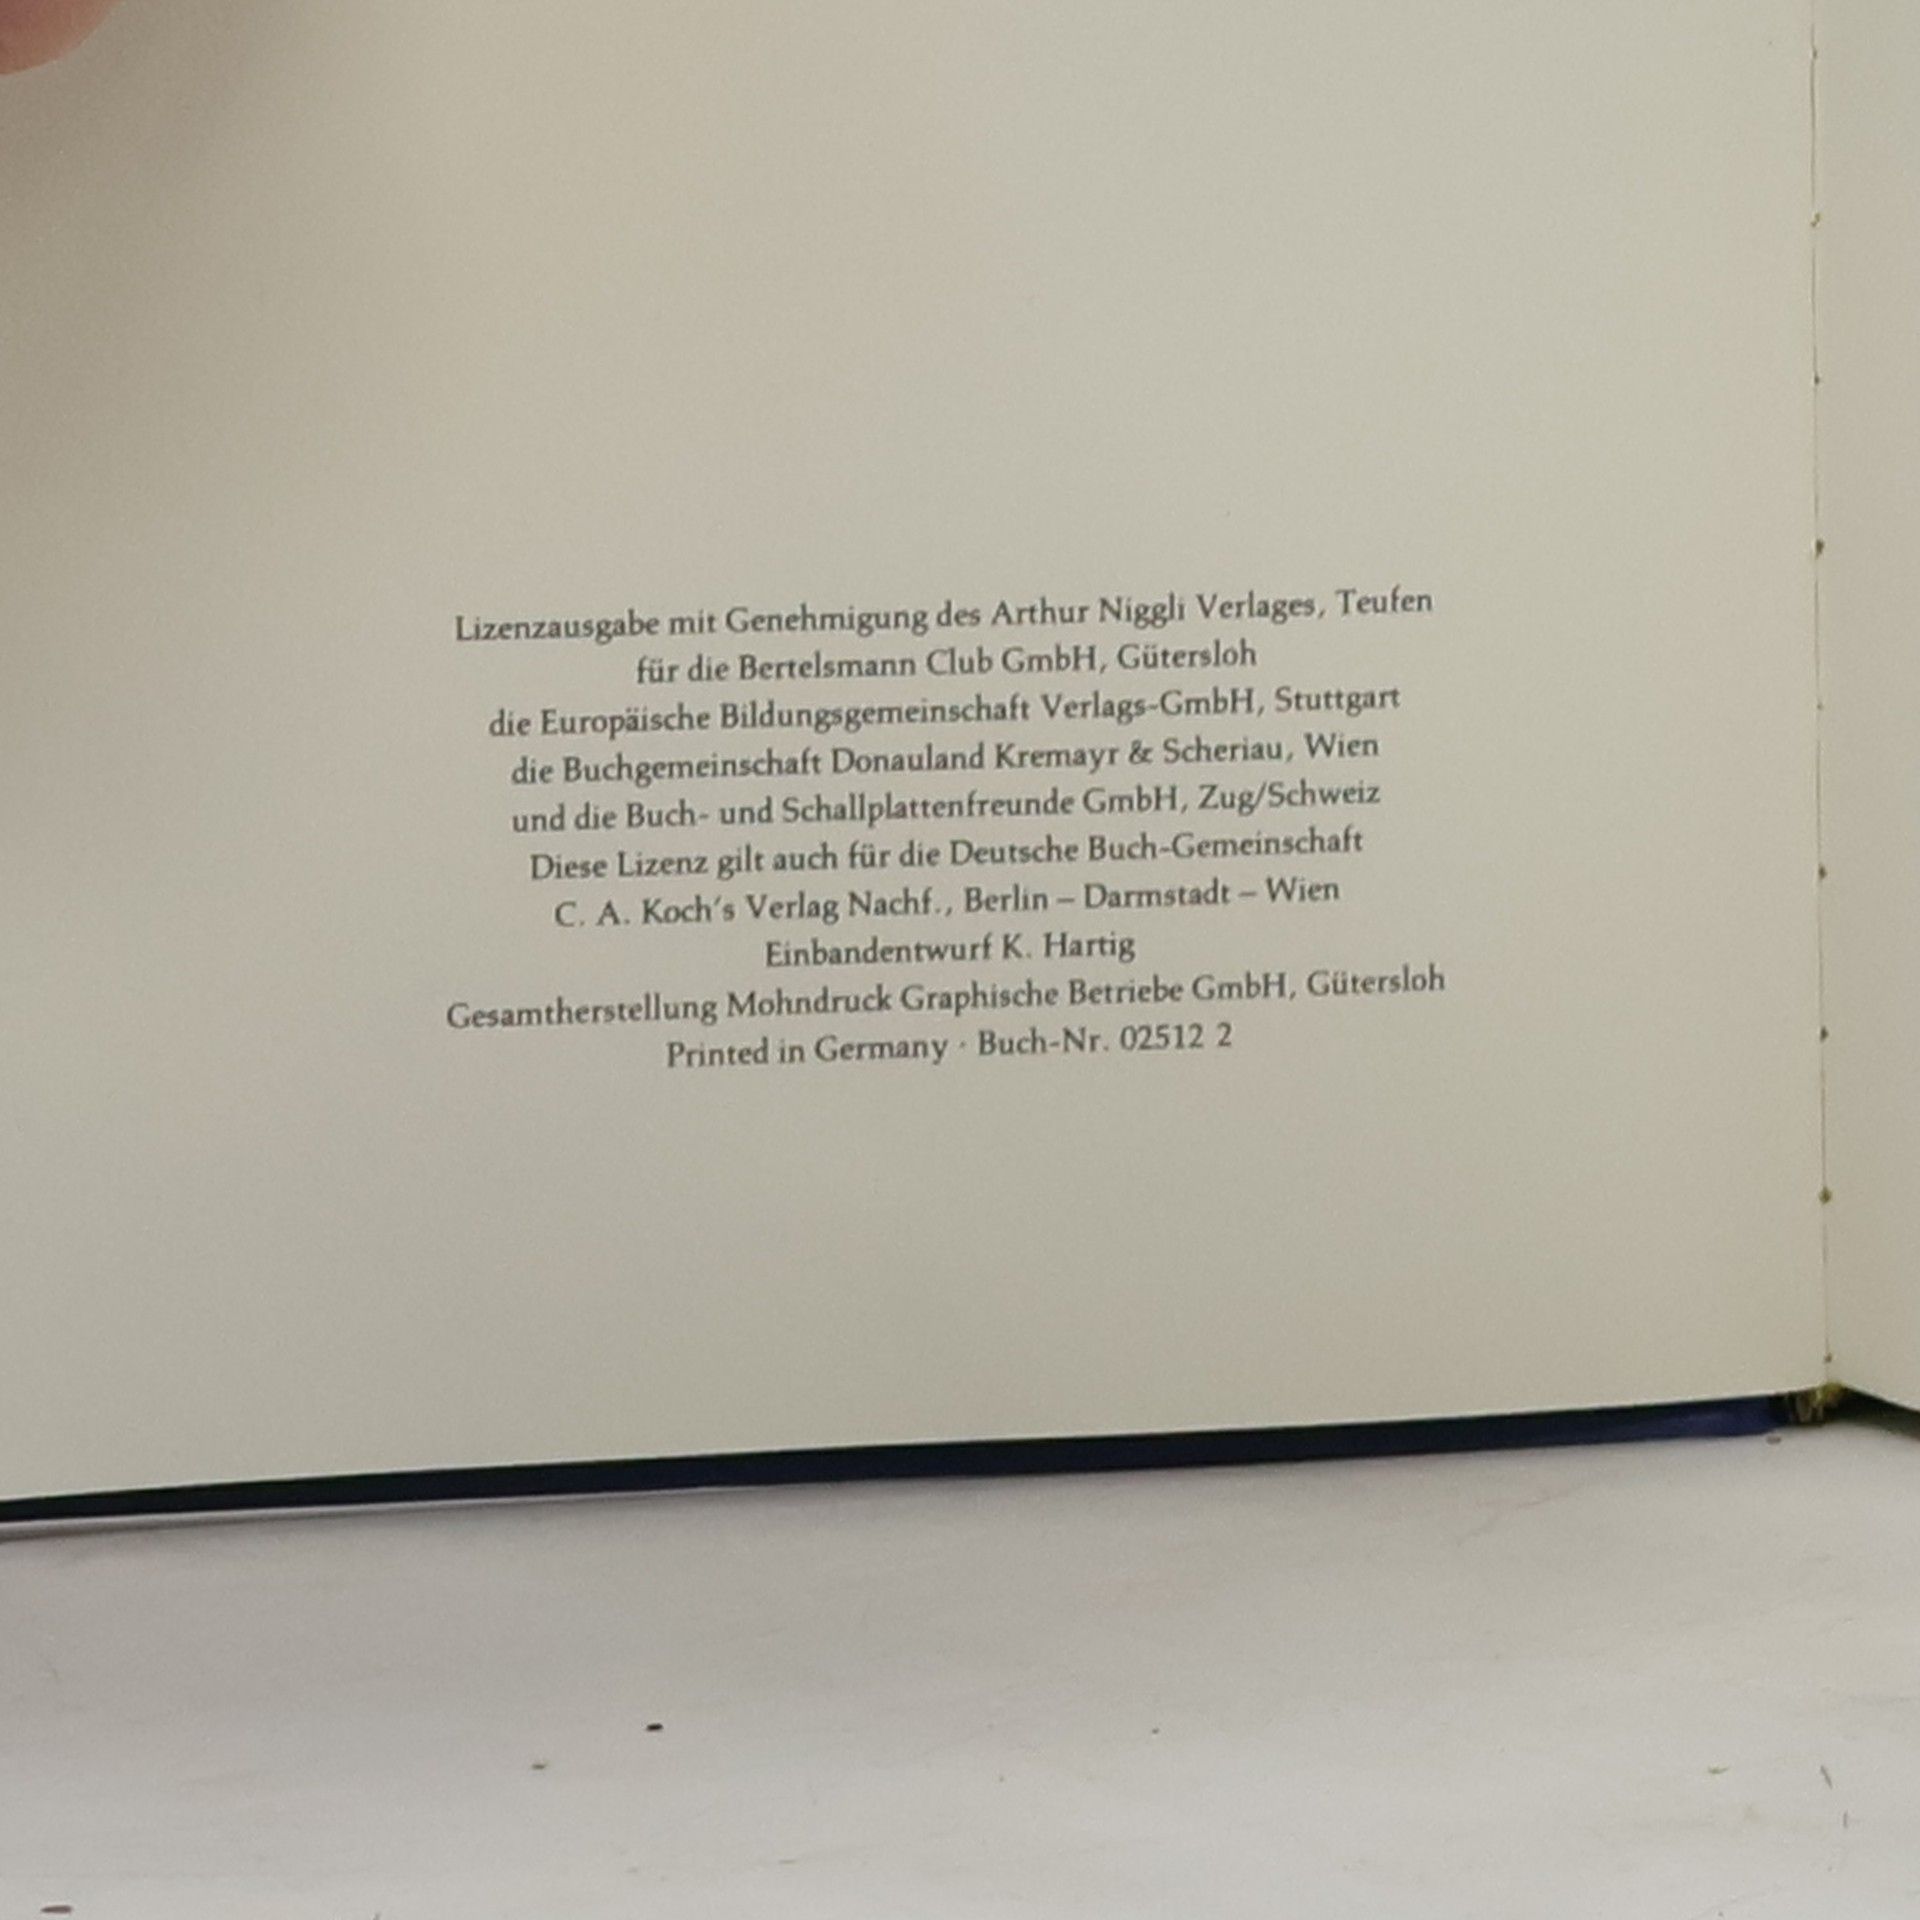 Lizenzausgabe mit Genehmigung des Arthur Niggli Verlages, Teufen
für die Bertelsmann Club GmbH, Gütersloh
die Europäische Bildungsgemeinschaft Verlags-GmbH, Stuttgart
die Buchgemeinschaft Donauland Kremayr & Scheriau, Wien
und die Buch- und Schallplattenfreunde GmbH, Zug/Schweiz
Diese Lizenz gilt auch für die Deutsche Buch-Gemeinschaft
C. A. Koch's Verlag Nachf., Berlin – Darmstadt – Wien
Einbandentwurf K. Hartig
Gesamtherstellung Mohndruck Graphische Betriebe GmbH, Gütersloh
Printed in Germany · Buch-Nr. 02512 2